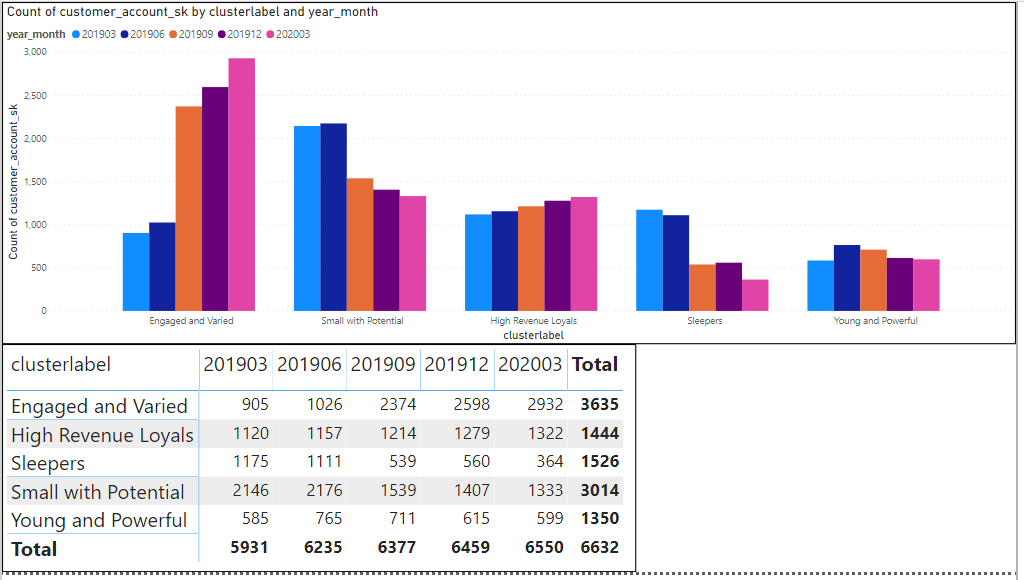 Count of customer_account_sk by clusterlabel and year_month
year_month 201903 201906 201909 201912 202003
3,000
2,500
2,000
1,500
1,000
500
0
Count of customer_account_sk
Engaged and Varied Small with Potential High Revenue Loyals Sleepers Young and Powerful
clusterlabel
clusterlabel 201903 201906 201909 201912 202003 Total
Engaged and Varied 905 1026 2374 2598 2932 3635
High Revenue Loyals 1120 1157 1214 1279 1322 1444
Sleepers 1175 1111 539 560 364 1526
Small with Potential 2146 2176 1539 1407 1333 3014
Young and Powerful 585 765 711 615 599 1350
Total 5931 6235 6377 6459 6550 6632